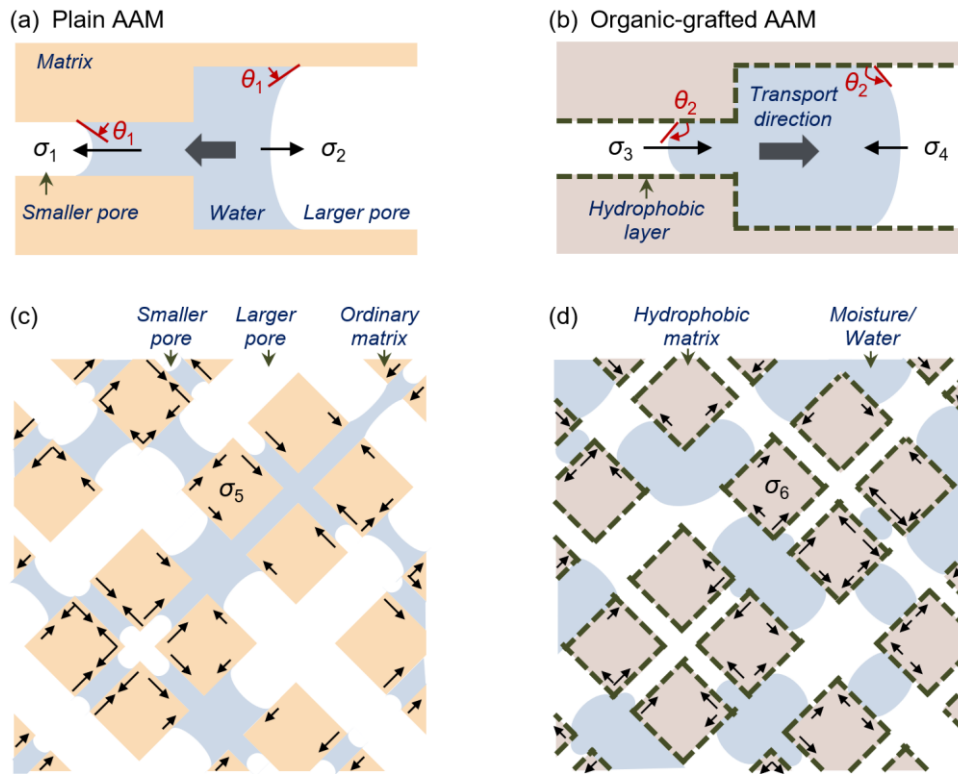 (a) Plain AAM
Matrix
θ1
θ1
σ1
σ2
Smaller pore
Water
Larger pore
(b) Organic-grafted AAM
θ2
θ2
Transport
direction
σ3
σ4
Hydrophobic
layer
(c)
Smaller
pore
Larger
pore
Ordinary
matrix
σ5
(d)
Hydrophobic
matrix
Moisture/
Water
σ6